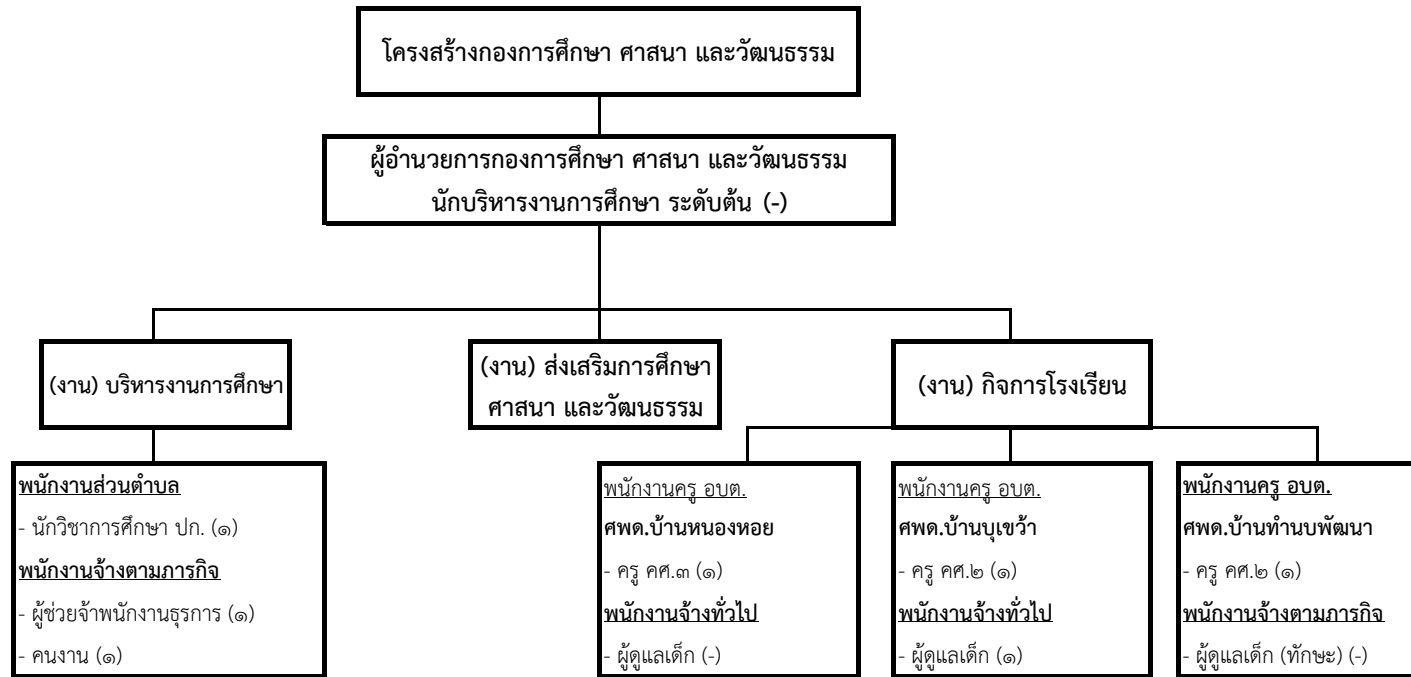 โครงสร้างกองการศึกษา ศาสนา และวัฒนธรรม
ผู้อำนวยการกองการศึกษา ศาสนา และวัฒนธรรม
นักบริหารงานการศึกษา ระดับต้น (-)
(งาน) บริหารงานการศึกษา
(งาน) ส่งเสริมการศึกษา
ศาสนา และวัฒนธรรม
(งาน) กิจการโรงเรียน
พนักงานส่วนตำบล
- นักวิชาการศึกษา ปก. (๑)
พนักงานจ้างตามภารกิจ
- ผู้ช่วยจ้าพนักงานธุรการ (๑)
- คนงาน (๑)
พนักงานครู อบต.
ศพด.บ้านหนองหอย
- ครู คศ.๓ (๑)
พนักงานจ้างทั่วไป
- ผู้ดูแลเด็ก (-)
พนักงานครู อบต.
ศพด.บ้านบุเขว้า
- ครู คศ.๒ (๑)
พนักงานจ้างทั่วไป
- ผู้ดูแลเด็ก (๑)
พนักงานครู อบต.
ศพด.บ้านทำนบพัฒนา
- ครู คศ.๒ (๑)
พนักงานจ้างตามภารกิจ
- ผู้ดูแลเด็ก (ทักษะ) (-)